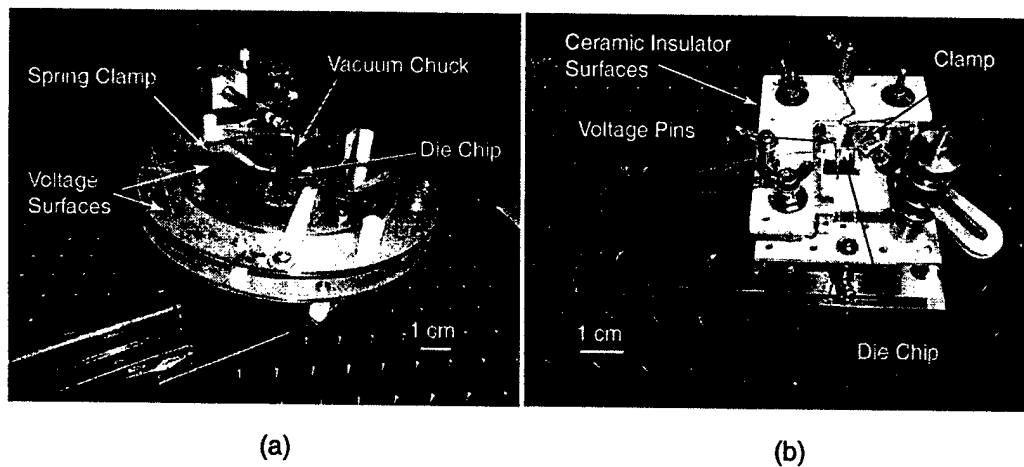 Spring Clamp
Vacuum Chuck
Die Chip
Voltage
Surfaces
1 cm
(a)
Ceramic Insulator
Surfaces
Clamp
Voltage Pins
1 cm
Die Chip
(b)